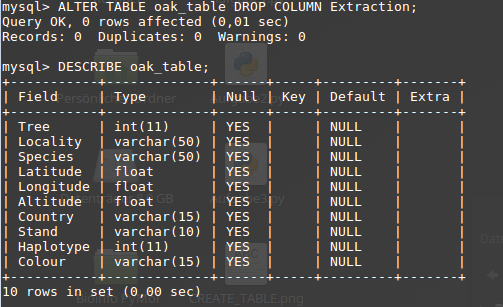 mysql> ALTER TABLE oak_table DROP COLUMN Extraction;
Query OK, 0 rows affected (0,01 sec)
Records: 0  Duplicates: 0  Warnings: 0

mysql> DESCRIBE oak_table;
+-----------+-------------+------+-----+---------+-------+
| Field     | Type        | Null | Key | Default | Extra |
+-----------+-------------+------+-----+---------+-------+
| Tree      | int(11)     | YES  |     | NULL    |       |
| Locality  | varchar(50) | YES  |     | NULL    |       |
| Species   | varchar(50) | YES  |     | NULL    |       |
| Latitude  | float       | YES  |     | NULL    |       |
| Longitude | float       | YES  |     | NULL    |       |
| Altitude  | float       | YES  |     | NULL    |       |
| Country   | varchar(15) | YES  |     | NULL    |       |
| Stand     | varchar(10) | YES  |     | NULL    |       |
| Haplotype | int(11)     | YES  |     | NULL    |       |
| Colour    | varchar(15) | YES  |     | NULL    |       |
+-----------+-------------+------+-----+---------+-------+
10 rows in set (0,00 sec)
CREATE_TABLE.png